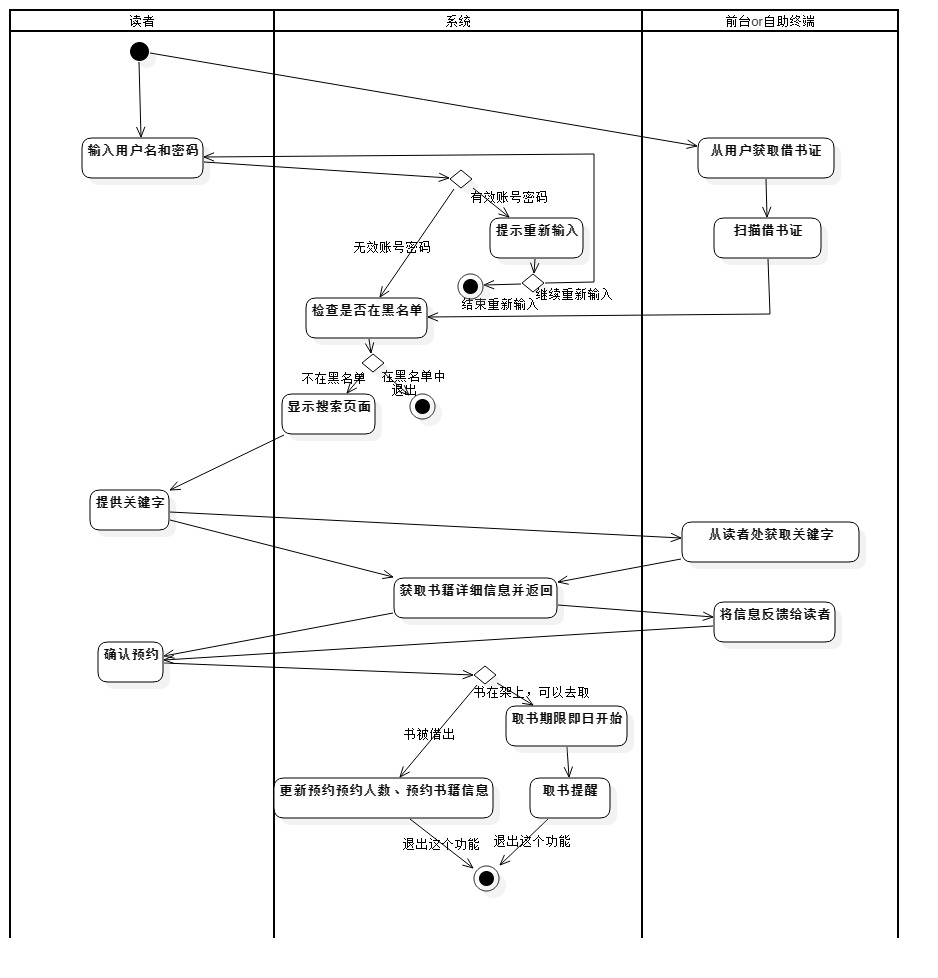 读者
系统
前台or自助终端
输入用户名和密码
从用户获取借书证
有效账号密码
提示重新输入
扫描借书证
无效账号密码
继续重新输入
结束重新输入
检查是否在黑名单
不在黑名单
在黑名单中
退出
显示搜索页面
提供关键字
从读者处获取关键字
获取书籍详细信息并返回
将信息反馈给读者
确认预约
书在架上，可以去取
取书期限即日开始
书被借出
更新预约预约人数、预约书籍信息
取书提醒
退出这个功能
退出这个功能